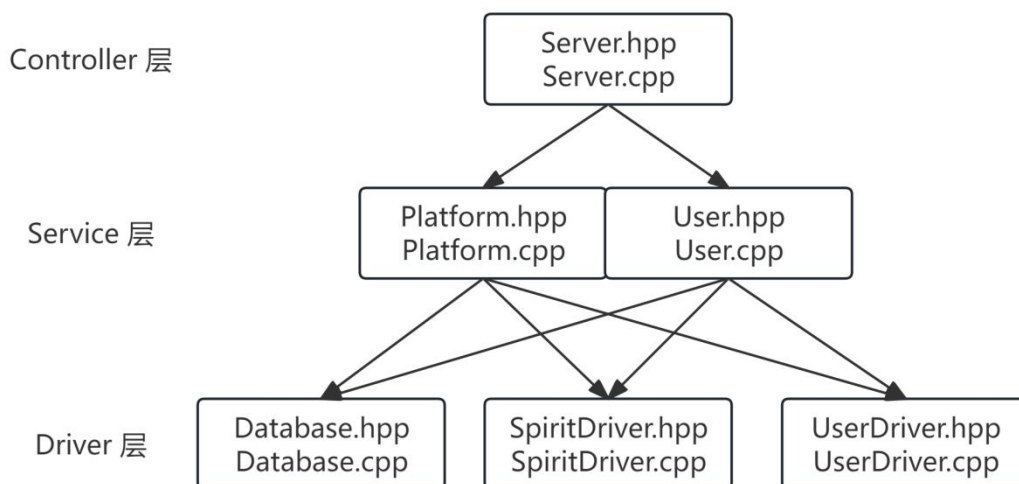 Controller 层
Server.hpp
Server.cpp
Service 层
Platform.hpp
Platform.cpp
User.hpp
User.cpp
Driver 层
Database.hpp
Database.cpp
SpiritDriver.hpp
SpiritDriver.cpp
UserDriver.hpp
UserDriver.cpp